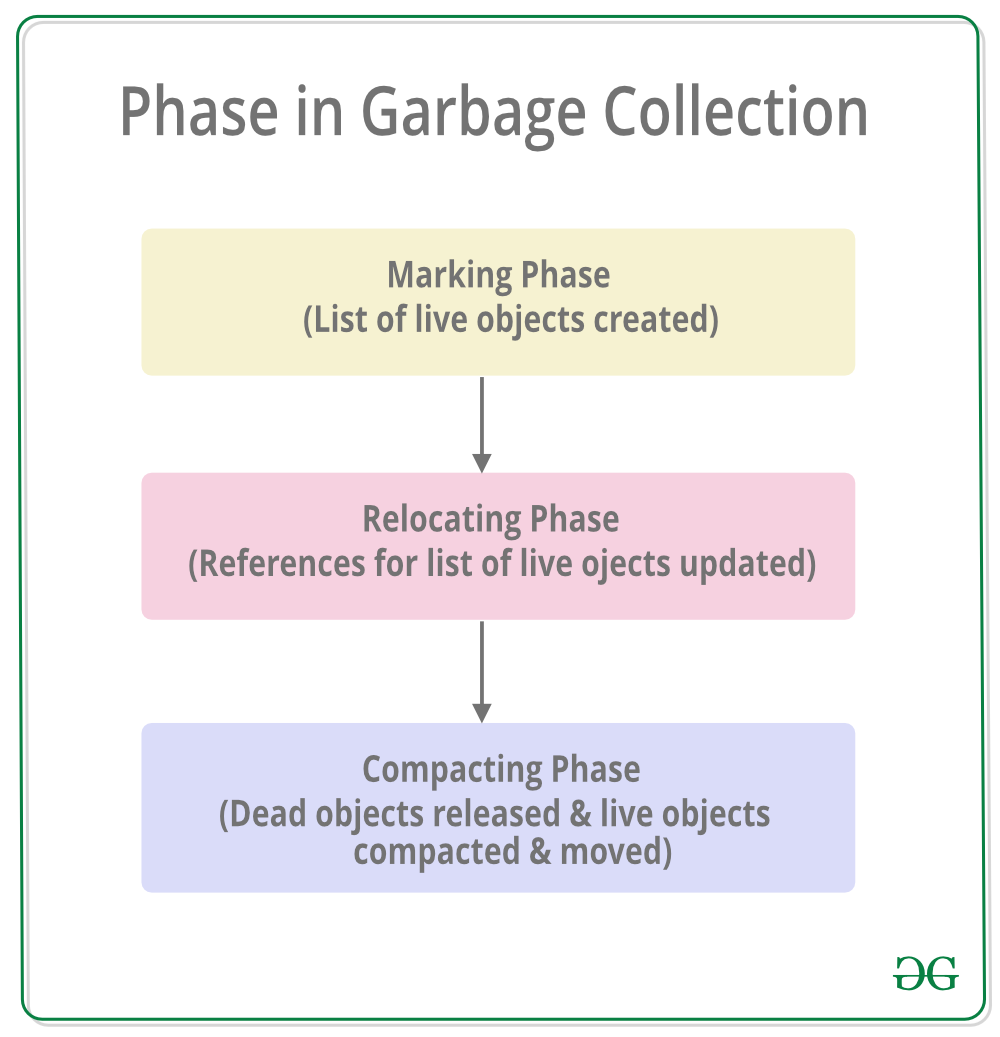 Phase in Garbage Collection
Marking Phase
(List of live objects created)
Relocating Phase
(References for list of live ojects updated)
Compacting Phase
(Dead objects released & live objects
compacted & moved)